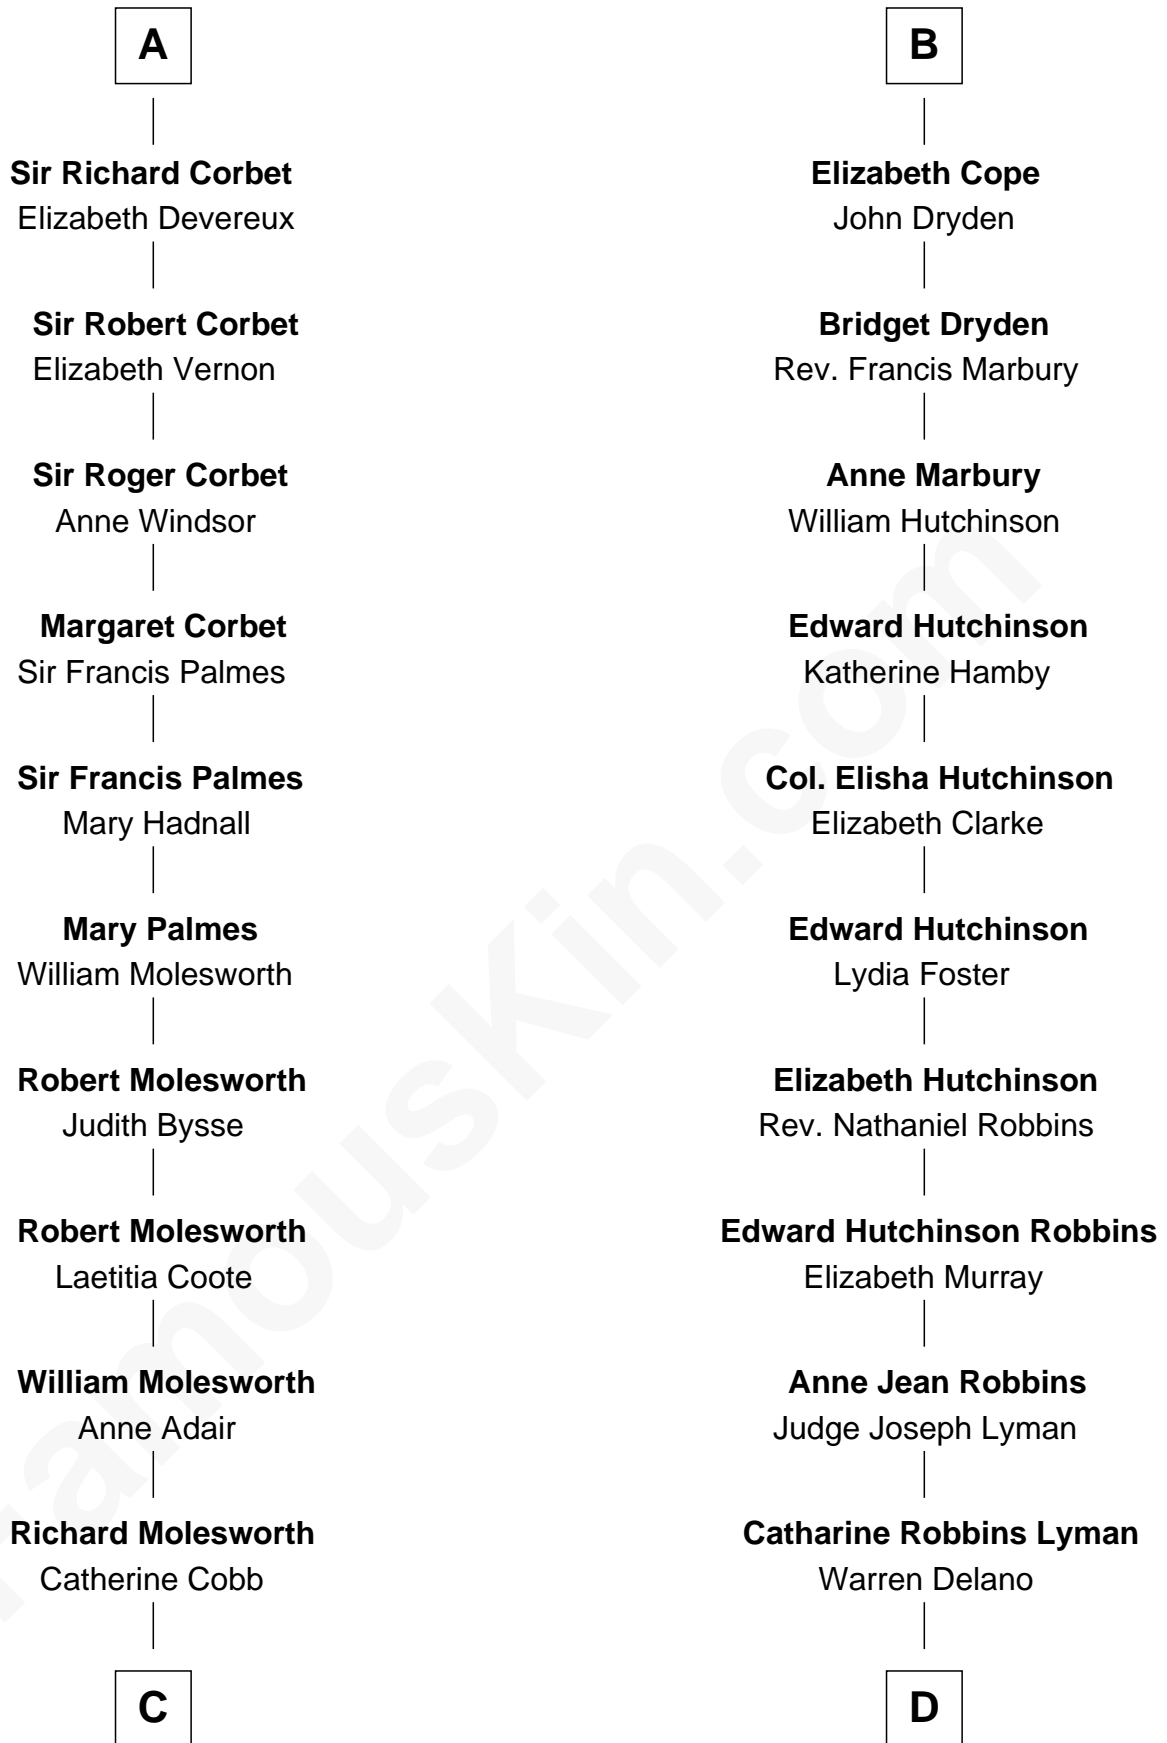 A
Sir Richard Corbet
Elizabeth Devereux
Sir Robert Corbet
Elizabeth Vernon
Sir Roger Corbet
Anne Windsor
Margaret Corbet
Sir Francis Palmes
Sir Francis Palmes
Mary Hadnall
Mary Palmes
William Molesworth
Robert Molesworth
Judith Bysse
Robert Molesworth
Laetitia Coote
William Molesworth
Anne Adair
Richard Molesworth
Catherine Cobb
C
B
Elizabeth Cope
John Dryden
Bridget Dryden
Rev. Francis Marbury
Anne Marbury
William Hutchinson
Edward Hutchinson
Katherine Hamby
Col. Elisha Hutchinson
Elizabeth Clarke
Edward Hutchinson
Lydia Foster
Elizabeth Hutchinson
Rev. Nathaniel Robbins
Edward Hutchinson Robbins
Elizabeth Murray
Anne Jean Robbins
Judge Joseph Lyman
Catharine Robbins Lyman
Warren Delano
D
FamousKin.com